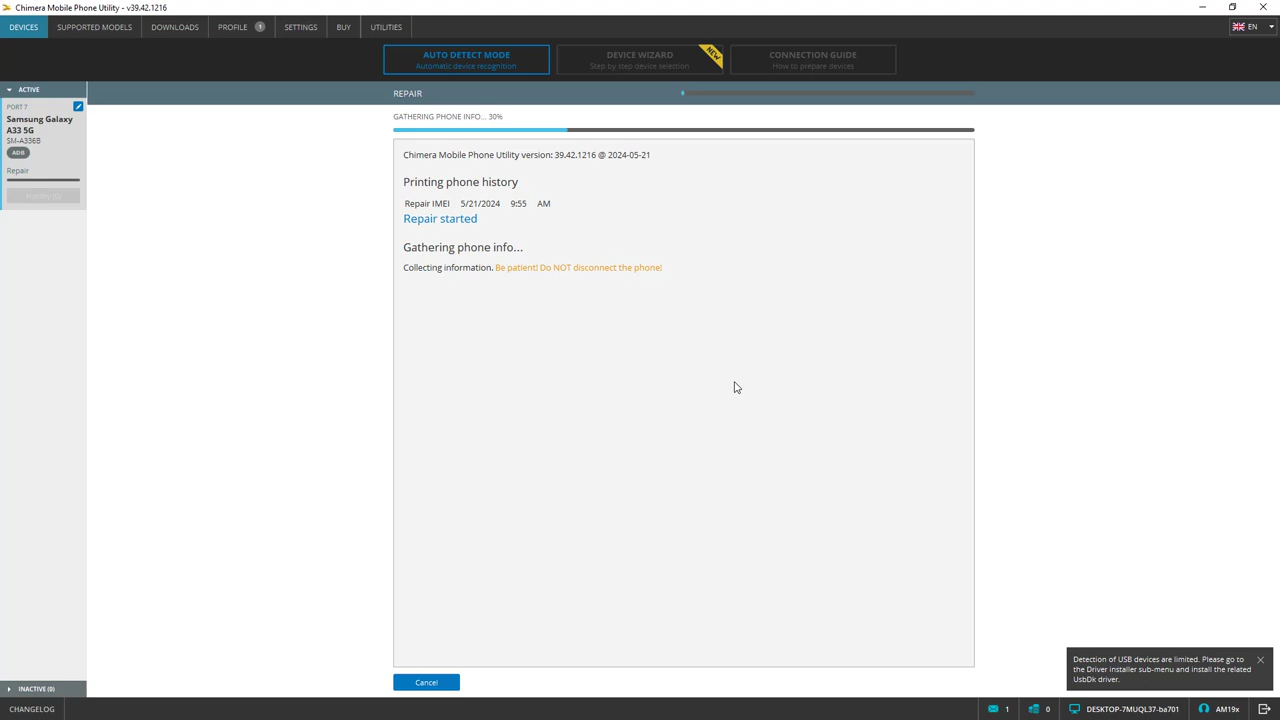 Chimera Mobile Phone Utility - v39.42.1216
DEVICES
SUPPORTED MODELS
DOWNLOADS
PROFILE 1
SETTINGS
BUY
UTILITIES
EN
AUTO DETECT MODE
Automatic device recognition
DEVICE WIZARD
Step by step device selection
NEW
CONNECTION GUIDE
How to prepare devices
ACTIVE
PORT 7
Samsung Galaxy
A33 5G
SM-A336B
ADB
Repair
REPAIR
GATHERING PHONE INFO... 30%
Chimera Mobile Phone Utility version: 39.42.1216 @ 2024-05-21
Printing phone history
Repair IMEI 5/21/2024 9:55 AM
Repair started
Gathering phone info...
Collecting information. Be patient! Do NOT disconnect the phone!
Cancel
Detection of USB devices are limited. Please go to
the Driver installer sub-menu and install the related
UsbDk driver.
INACTIVE (0)
CHANGELOG
1
0
DESKTOP-7MUQL37-ba701
AM19x